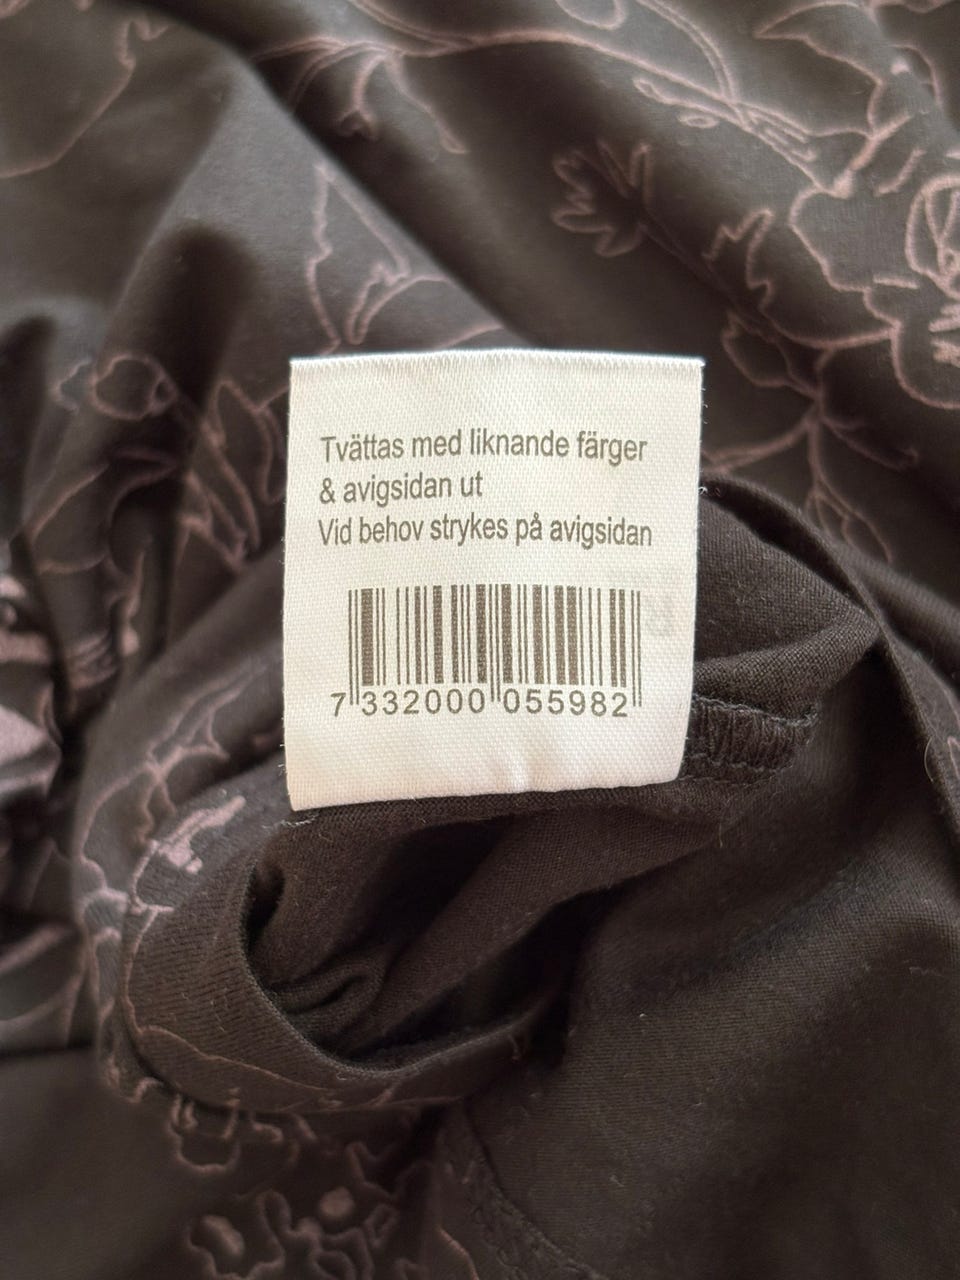 Tvättas med liknande färger
& avigsidan ut
Vid behov strykes på avigsidan
7 332000 055982